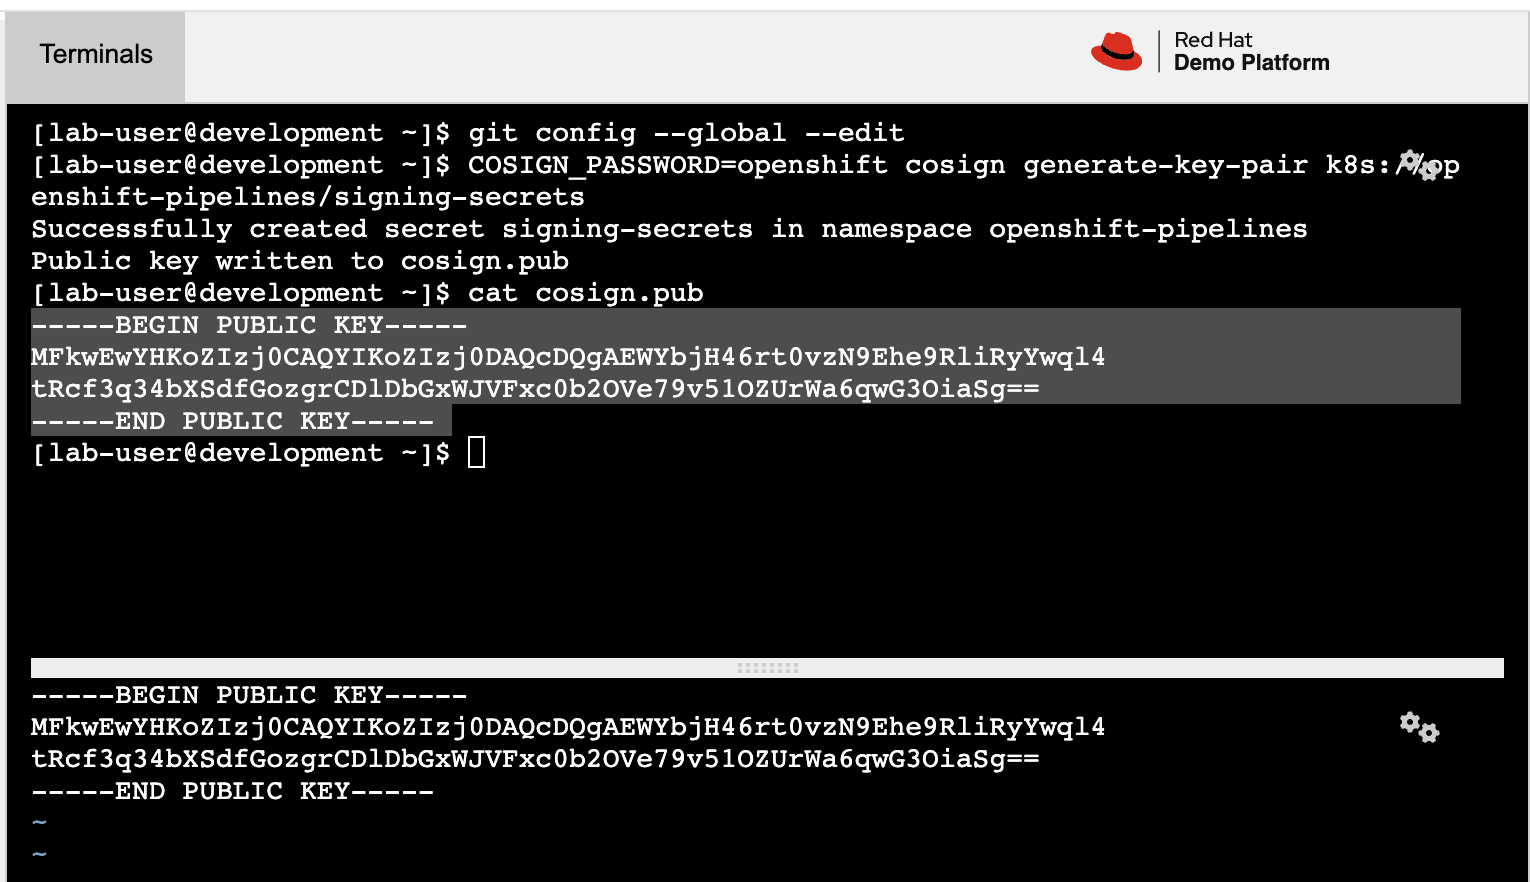 Terminals
Red Hat
Demo Platform
[lab-user@development ~]$ git config --global --edit
[lab-user@development ~]$ COSIGN_PASSWORD=openshift cosign generate-key-pair k8s://op
enshift-pipelines/signing-secrets
Successfully created secret signing-secrets in namespace openshift-pipelines
Public key written to cosign.pub
[lab-user@development ~]$ cat cosign.pub
-----BEGIN PUBLIC KEY-----
MFkwEwYHKoZIzj0CAQYIKoZIzj0DAQcDQgAEWYbjH46rt0vzN9Ehe9RliRyYwql4
tRcf3q34bXSdfGozgrCDlDbGxWJVFxc0b2OVe79v51OZUrWa6qwG3OiaSg==
-----END PUBLIC KEY-----
[lab-user@development ~]$
-----BEGIN PUBLIC KEY-----
MFkwEwYHKoZIzj0CAQYIKoZIzj0DAQcDQgAEWYbjH46rt0vzN9Ehe9RliRyYwql4
tRcf3q34bXSdfGozgrCDlDbGxWJVFxc0b2OVe79v51OZUrWa6qwG3OiaSg==
-----END PUBLIC KEY-----
~
~